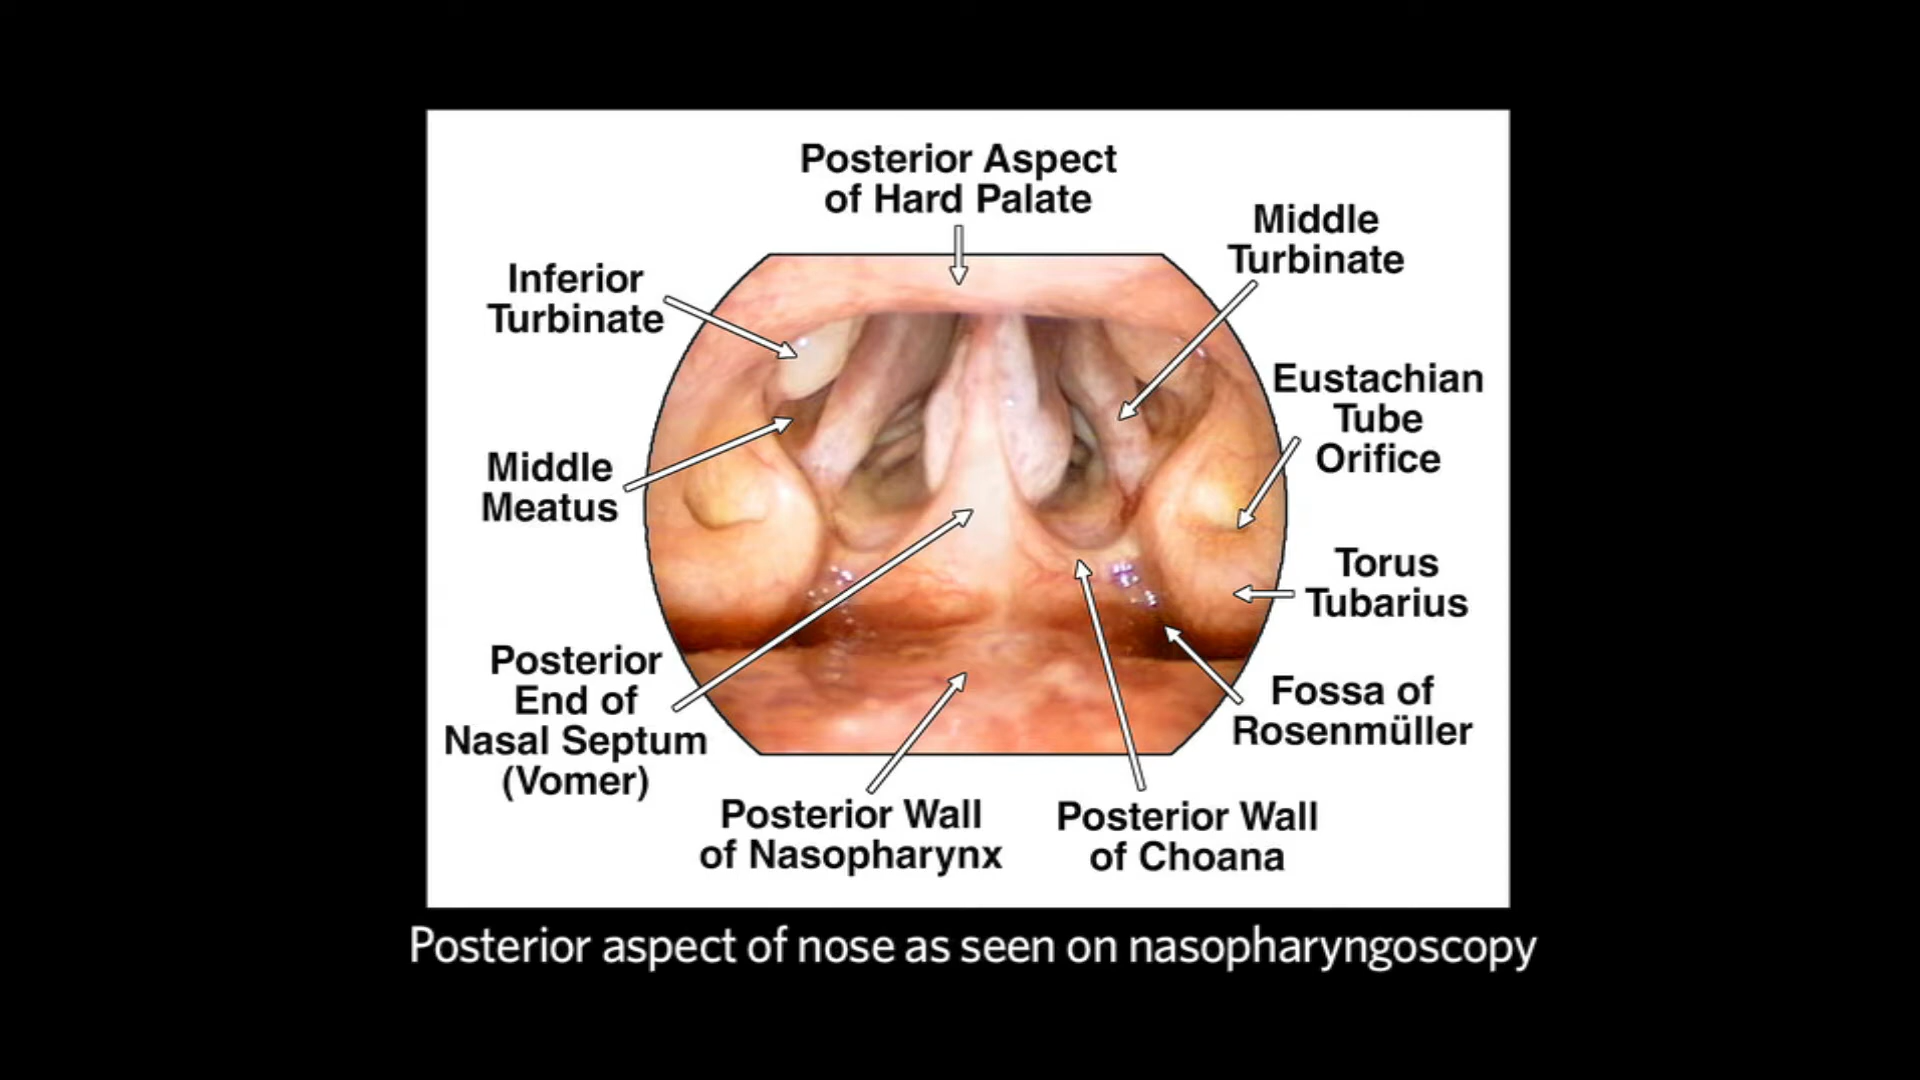 Posterior Aspect
of Hard Palate
Middle
Turbinate
Inferior
Turbinate
Eustachian
Tube
Orifice
Middle
Meatus
Torus
Tubarius
Posterior
End of
Nasal Septum
(Vomer)
Fossa of
Rosenmüller
Posterior Wall
of Nasopharynx
Posterior Wall
of Choana
Posterior aspect of nose as seen on nasopharyngoscopy